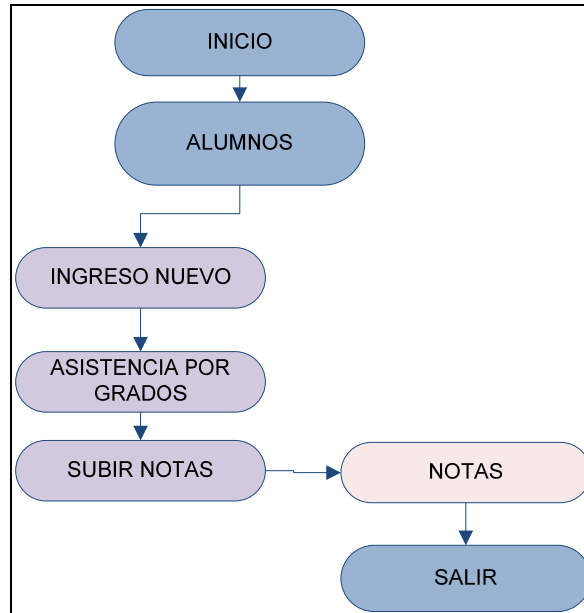 INICIO
ALUMNOS
INGRESO NUEVO
ASISTENCIA POR
GRADOS
SUBIR NOTAS
NOTAS
SALIR